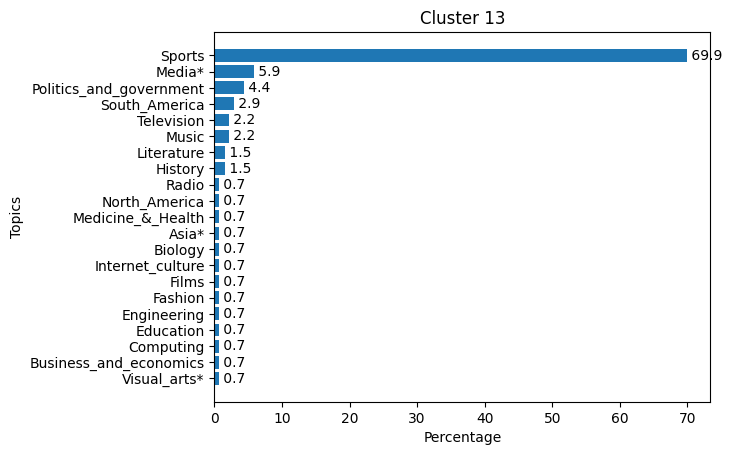 Cluster 13
Topics
Sports 69.9
Media* 5.9
Politics_and_government 4.4
South_America 2.9
Television 2.2
Music 2.2
Literature 1.5
History 1.5
Radio 0.7
North_America 0.7
Medicine_&_Health 0.7
Asia* 0.7
Biology 0.7
Internet_culture 0.7
Films 0.7
Fashion 0.7
Engineering 0.7
Education 0.7
Computing 0.7
Business_and_economics 0.7
Visual_arts* 0.7
0 10 20 30 40 50 60 70
Percentage